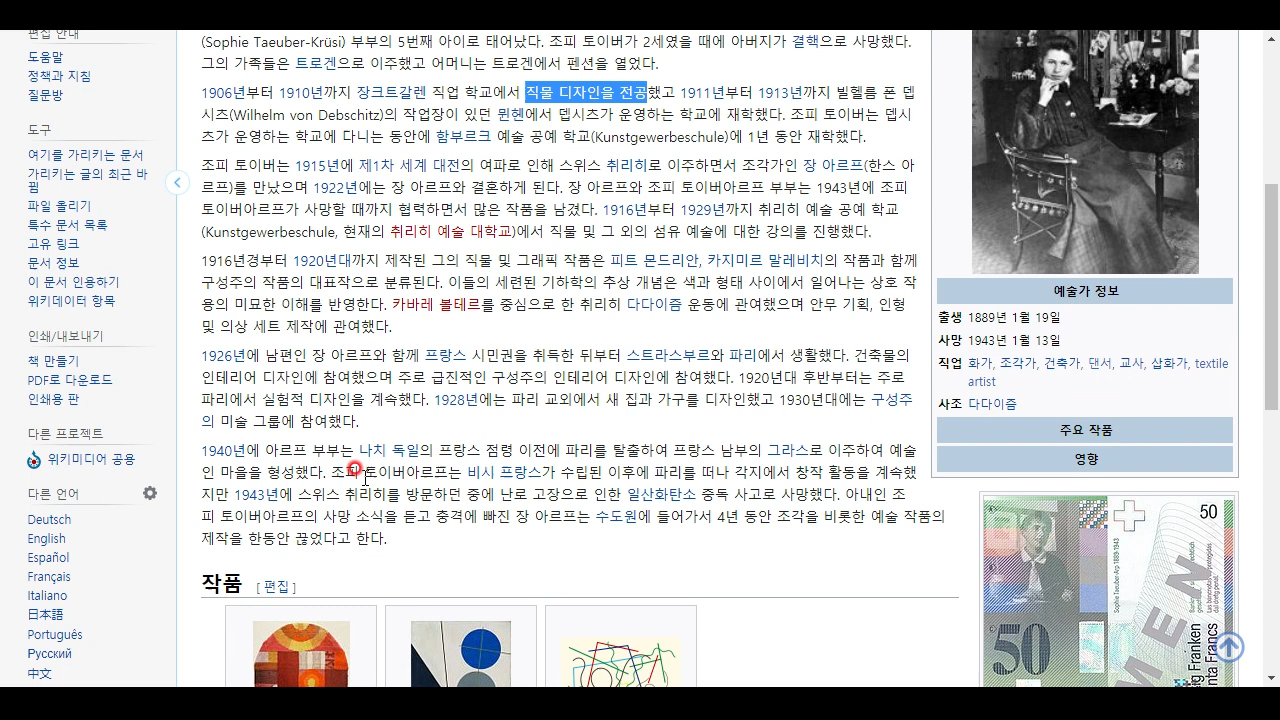 편집 안내
도움말
정책과 지침
질문방
도구
여기를 가리키는 문서
가리키는 글의 최근 바
뀜
파일 올리기
특수 문서 목록
고유 링크
문서 정보
이 문서 인용하기
위키데이터 항목
인쇄/내보내기
책 만들기
PDF로 다운로드
인쇄용 판
다른 프로젝트
위키미디어 공용
다른 언어
Deutsch
English
Español
Français
Italiano
日本語
Português
Русский
中文
(Sophie Taeuber-Krüsi) 부부의 5번째 아이로 태어났다. 조피 토이버가 2세였을 때에 아버지가 결핵으로 사망했다.
그의 가족들은 트로겐으로 이주했고 어머니는 트로겐에서 펜션을 열었다.
1906년부터 1910년까지 장크트갈렌 직업 학교에서 직물 디자인을 전공했고 1911년부터 1913년까지 빌헬름 폰 뎁
시츠(Wilhelm von Debschitz)의 작업장이 있던 뮌헨에서 뎁시츠가 운영하는 학교에 재학했다. 조피 토이버는 뎁시
츠가 운영하는 학교에 다니는 동안에 함부르크 예술 공예 학교(Kunstgewerbeschule)에 1년 동안 재학했다.
조피 토이버는 1915년에 제1차 세계 대전의 여파로 인해 스위스 취리히로 이주하면서 조각가인 장 아르프(한스 아
르프)를 만났으며 1922년에는 장 아르프와 결혼하게 된다. 장 아르프와 조피 토이버아르프 부부는 1943년에 조피
토이버아르프가 사망할 때까지 협력하면서 많은 작품을 남겼다. 1916년부터 1929년까지 취리히 예술 공예 학교
(Kunstgewerbeschule, 현재의 취리히 예술 대학교)에서 직물 및 그 외의 섬유 예술에 대한 강의를 진행했다.
1916년경부터 1920년대까지 제작된 그의 직물 및 그래픽 작품은 피트 몬드리안, 카지미르 말레비치의 작품과 함께
구성주의 작품의 대표작으로 분류된다. 이들의 세련된 기하학의 추상 개념은 색과 형태 사이에서 일어나는 상호 작
용의 미묘한 이해를 반영한다. 카바레 볼테르를 중심으로 한 취리히 다다이즘 운동에 관여했으며 안무 기획, 인형
및 의상 세트 제작에 관여했다.
1926년에 남편인 장 아르프와 함께 프랑스 시민권을 취득한 뒤부터 스트라스부르와 파리에서 생활했다. 건축물의
인테리어 디자인에 참여했으며 주로 급진적인 구성주의 인테리어 디자인에 참여했다. 1920년대 후반부터는 주로
파리에서 실험적 디자인을 계속했다. 1928년에는 파리 교외에서 새 집과 가구를 디자인했고 1930년대에는 구성주
의 미술 그룹에 참여했다.
1940년에 아르프 부부는 나치 독일의 프랑스 점령 이전에 파리를 탈출하여 프랑스 남부의 그라스로 이주하여 예술
인 마을을 형성했다. 조피 토이버아르프는 비시 프랑스가 수립된 이후에 파리를 떠나 각지에서 창작 활동을 계속했
지만 1943년에 스위스 취리히를 방문하던 중에 난로 고장으로 인한 일산화탄소 중독 사고로 사망했다. 아내인 조
피 토이버아르프의 사망 소식을 듣고 충격에 빠진 장 아르프는 수도원에 들어가서 4년 동안 조각을 비롯한 예술 작품의
제작을 한동안 끊었다고 한다.
작품 [ 편집 ]
예술가 정보
출생 1889년 1월 19일
사망 1943년 1월 13일
직업 화가, 조각가, 건축가, 댄서, 교사, 삽화가, textile
artist
사조 다다이즘
주요 작품
영향
50
Sophie Taeuber-Arp 1889-1943
50